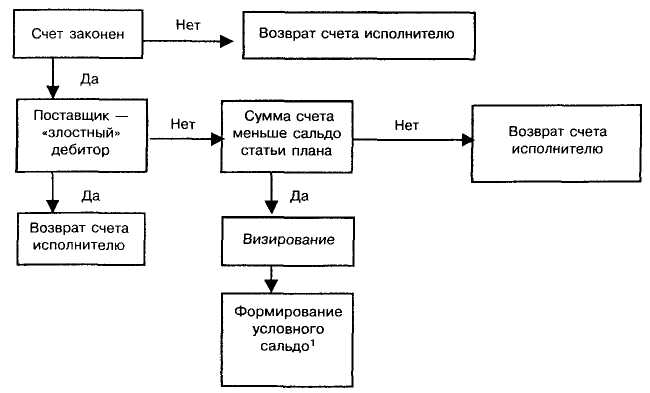 Счет законен
Нет
Возврат счета исполнителю
Да
Поставщик —
«злостный»
дебитор
Нет
Сумма счета
меньше сальдо
статьи плана
Нет
Возврат счета
исполнителю
Да
Возврат счета
исполнителю
Да
Визирование
Формирование
условного
сальдо¹